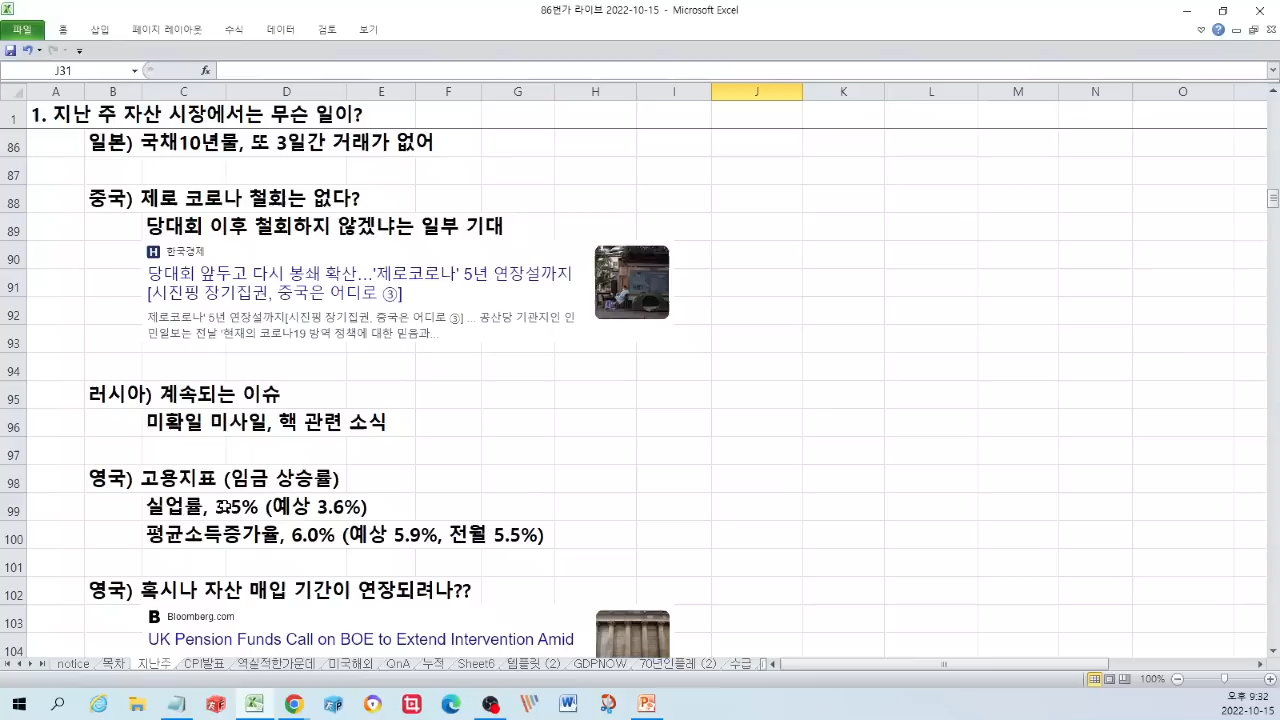 86번가 라이브 2022-10-15 - Microsoft Excel
파일 홈 삽입 페이지 레이아웃 수식 데이터 검토 보기
J31 fx
A B C D E F G H I J K L M N O
1 1. 지난 주 자산 시장에서는 무슨 일이?
86 일본) 국채10년물, 또 3일간 거래가 없어
87
88 중국) 제로 코로나 철회는 없다?
89 당대회 이후 철회하지 않겠냐는 일부 기대
90 H 한국경제
91 당대회 앞두고 다시 봉쇄 확산...'제로코로나' 5년 연장설까지
[시진핑 장기집권, 중국은 어디로 ③]
92 제로코로나' 5년 연장설까지[시진핑 장기집권, 중국은 어디로 ③] ... 공산당 기관지인 인
93 민일보는 전날 '현재의 코로나19 방역 정책에 대한 믿음과...
94
95 러시아) 계속되는 이슈
96 미확일 미사일, 핵 관련 소식
97
98 영국) 고용지표 (임금 상승률)
99 실업률, 3.5% (예상 3.6%)
100 평균소득증가율, 6.0% (예상 5.9%, 전월 5.5%)
101
102 영국) 혹시나 자산 매입 기간이 연장되려나??
103 B Bloomberg.com
104 UK Pension Funds Call on BOE to Extend Intervention Amid
notice 목차 지난주 CPI발표 역실적한가운데 미국해외 QnA 누적 Sheet6 템플릿 (2) GDPNOW 70년인플레 (2) 수급
100%
오후 9:32
2022-10-15